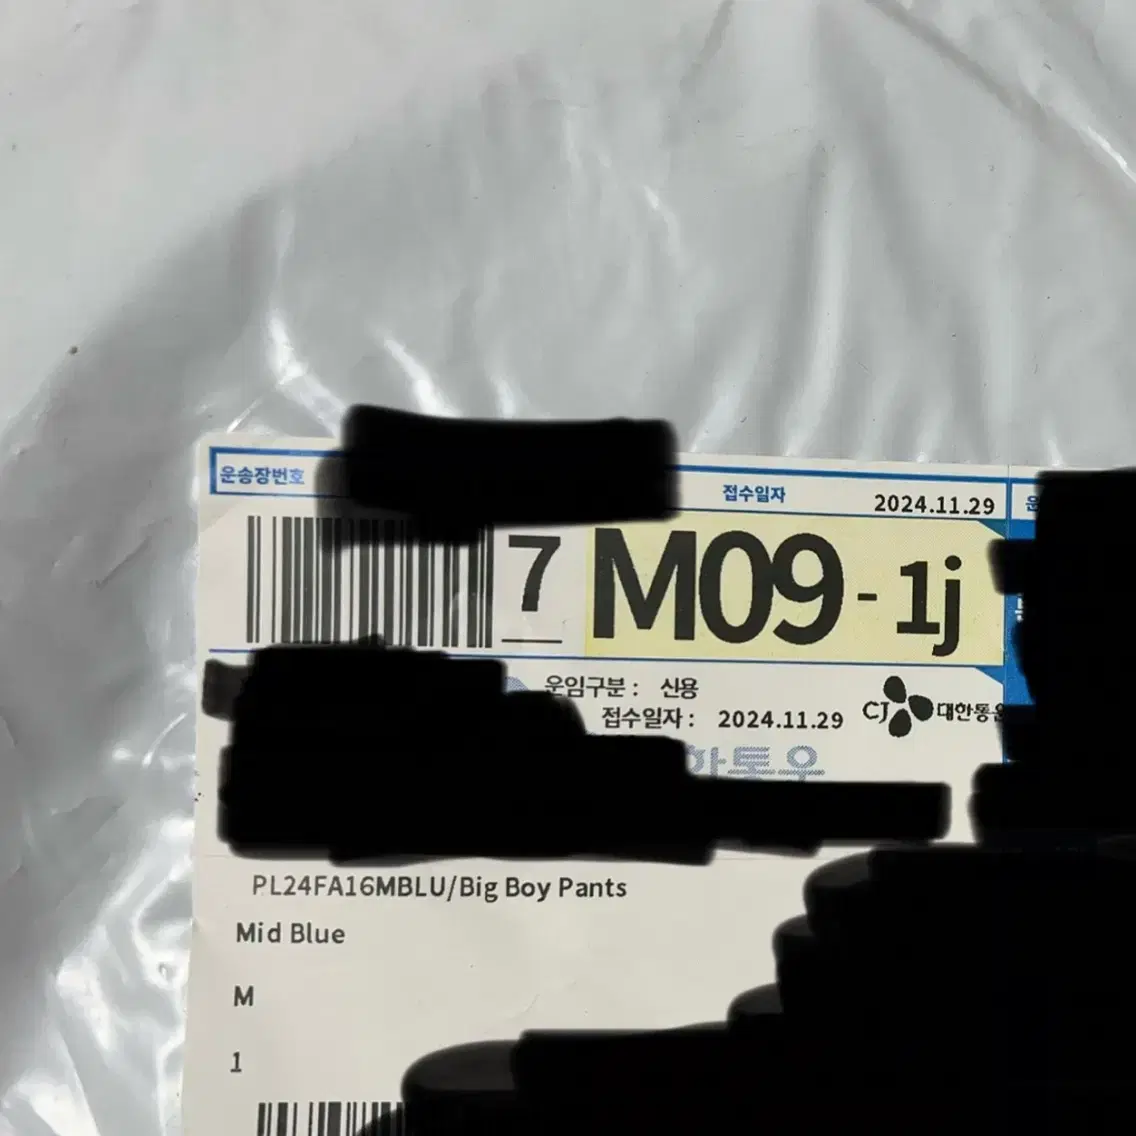 운송장번호
접수일자 2024.11.29
7 M09 - 1j
운임구분 : 신용
접수일자 : 2024.11.29
CJ 대한통운
PL24FA16MBLU/Big Boy Pants
Mid Blue
M
1